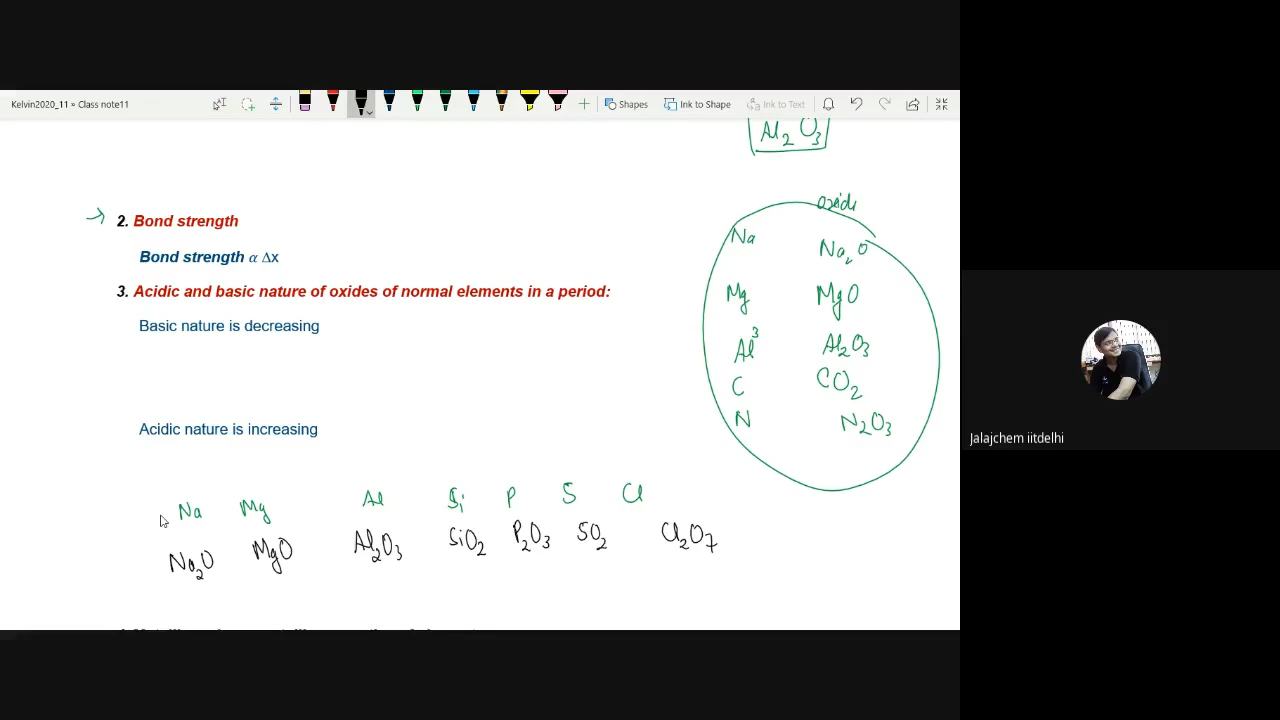 Kelvin2020_11 » Class note11
Shapes
Ink to Shape
Ink to Text
Al2O3
2. Bond strength
Bond strength α Δx
3. Acidic and basic nature of oxides of normal elements in a period:
Basic nature is decreasing
Acidic nature is increasing
oxide
Na Na2O
Mg MgO
Al3 Al2O3
C CO2
N N2O3
Na Mg Al Si P S Cl
Na2O MgO Al2O3 SiO2 P2O3 SO2 Cl2O7
Jalajchem iitdelhi